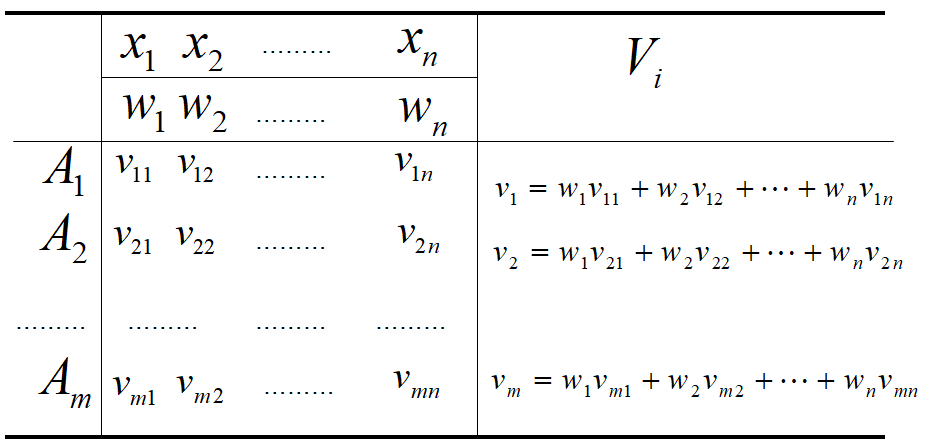 x₁ x₂ ......... xₙ Vᵢ
w₁ w₂ ......... wₙ
A₁ v₁₁ v₁₂ ......... v₁ₙ v₁ = w₁v₁₁ + w₂v₁₂ + ⋯ + wₙv₁ₙ
A₂ v₂₁ v₂₂ ......... v₂ₙ v₂ = w₁v₂₁ + w₂v₂₂ + ⋯ + wₙv₂ₙ
......... ......... ......... .........
Aₘ vₘ₁ vₘ₂ ......... vₘₙ vₘ = w₁vₘ₁ + w₂vₘ₂ + ⋯ + wₙvₘₙ